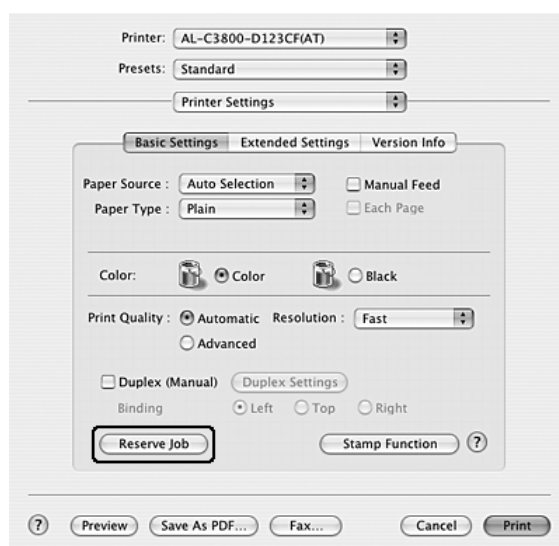 Printer: AL-C3800-D123CF(AT)
Presets: Standard
Printer Settings
Basic Settings Extended Settings Version Info
Paper Source : Auto Selection Manual Feed
Paper Type : Plain Each Page
Color: Color Black
Print Quality : Automatic Resolution : Fast
Advanced
Duplex (Manual) Duplex Settings
Binding Left Top Right
Reserve Job Stamp Function ?
? Preview Save As PDF... Fax... Cancel Print